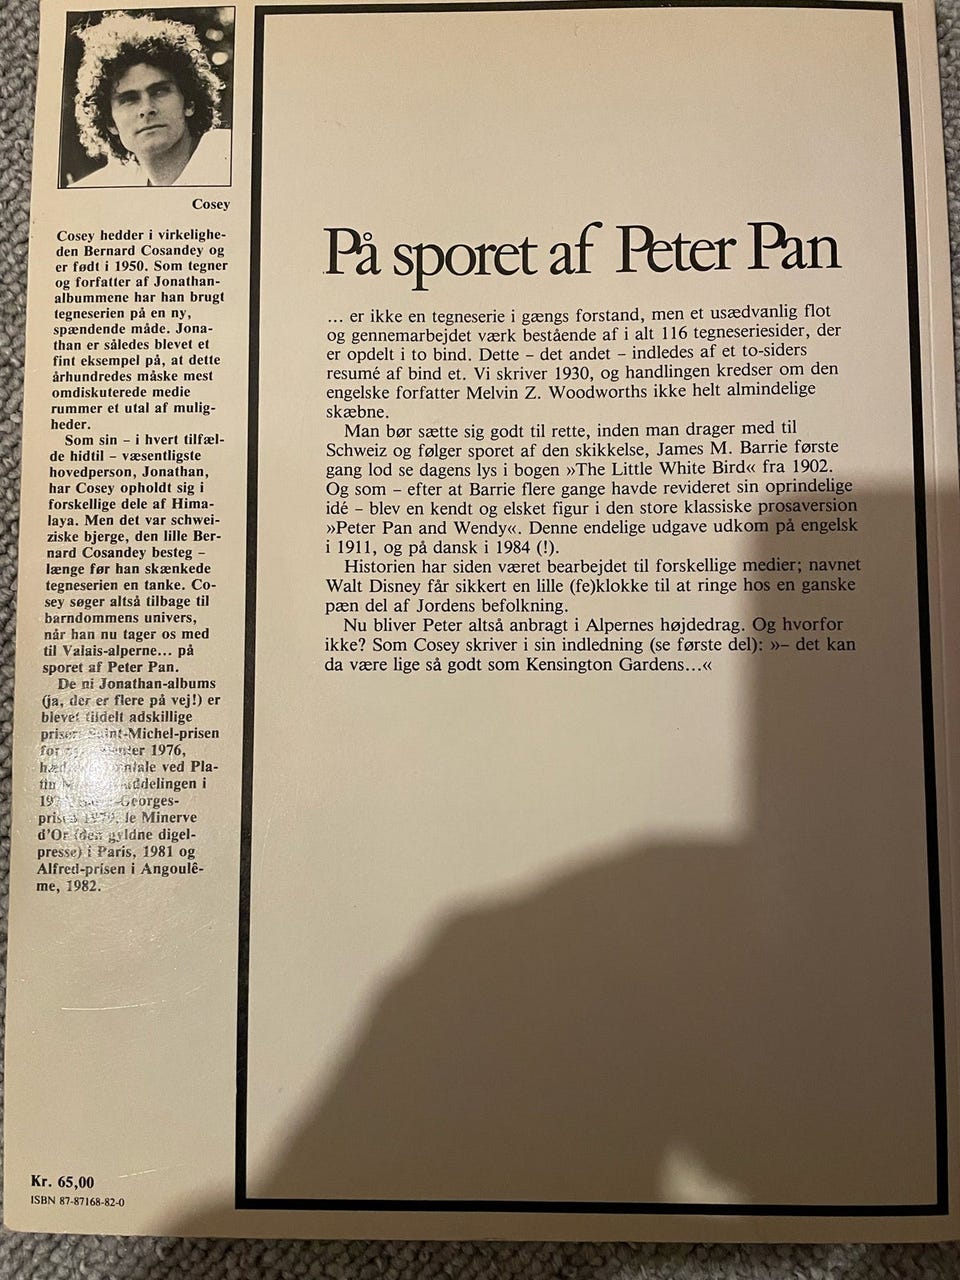 Cosey
Cosey hedder i virkelighe-
den Bernard Cosandey og
er født i 1950. Som tegner
og forfatter af Jonathan-
albummene har han brugt
tegneserien på en ny,
spændende måde. Jona-
than er således blevet et
fint eksempel på, at dette
århundredes måske mest
omdiskuterede medie
rummer et utal af mulig-
heder.
Som sin – i hvert tilfæl-
de hidtil – væsentligste
hovedperson, Jonathan,
har Cosey opholdt sig i
forskellige dele af Hima-
laya. Men det var schwei-
ziske bjerge, den lille Ber-
nard Cosandey besteg –
længe før han skænkede
tegneserien en tanke. Co-
sey søger altså tilbage til
barndommens univers,
når han nu tager os med
til Valais-alperne... på
sporet af Peter Pan.
De ni Jonathan-albums
(ja, der er flere på vej!) er
blevet tildelt adskillige
priser: Saint-Michel-prisen
for 1976,
ved Pla-
i
Georges-
prisen 1979, le Minerve
d'Or (den gyldne digel-
presse) i Paris, 1981 og
Alfred-prisen i Angoulê-
me, 1982.
Kr. 65,00
ISBN 87-87168-82-0
På sporet af Peter Pan
... er ikke en tegneserie i gængs forstand, men et usædvanlig flot
og gennemarbejdet værk bestående af i alt 116 tegneseriesider, der
er opdelt i to bind. Dette – det andet – indledes af et to-siders
resumé af bind et. Vi skriver 1930, og handlingen kredser om den
engelske forfatter Melvin Z. Woodworths ikke helt almindelige
skæbne.
Man bør sætte sig godt til rette, inden man drager med til
Schweiz og følger sporet af den skikkelse, James M. Barrie første
gang lod se dagens lys i bogen »The Little White Bird« fra 1902.
Og som – efter at Barrie flere gange havde revideret sin oprindelige
idé – blev en kendt og elsket figur i den store klassiske prosaversion
»Peter Pan and Wendy«. Denne endelige udgave udkom på engelsk
i 1911, og på dansk i 1984 (!).
Historien har siden været bearbejdet til forskellige medier; navnet
Walt Disney får sikkert en lille (fe)klokke til at ringe hos en ganske
pæn del af Jordens befolkning.
Nu bliver Peter altså anbragt i Alpernes højdedrag. Og hvorfor
ikke? Som Cosey skriver i sin indledning (se første del): »– det kan
da være lige så godt som Kensington Gardens...«